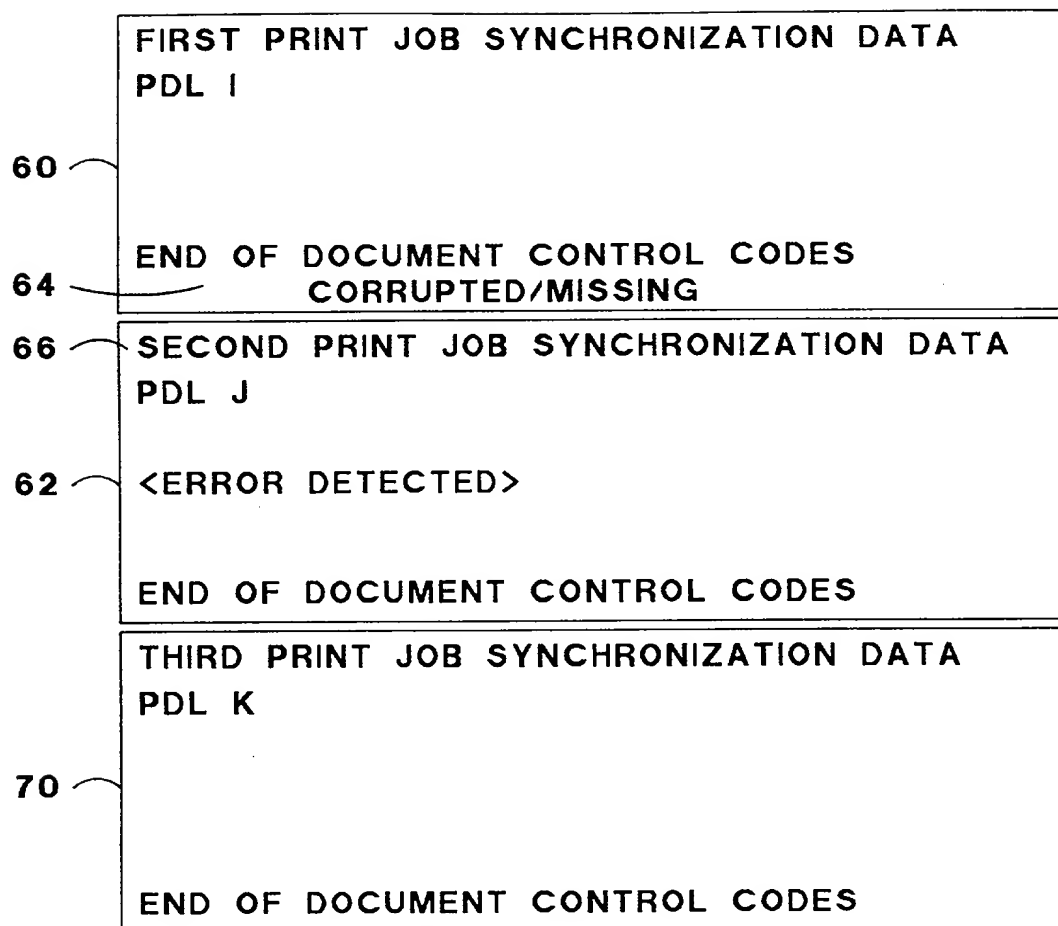 FIRST PRINT JOB SYNCHRONIZATION DATA
PDL I
60
END OF DOCUMENT CONTROL CODES
64 CORRUPTED/MISSING
66 SECOND PRINT JOB SYNCHRONIZATION DATA
PDL J
62 <ERROR DETECTED>
END OF DOCUMENT CONTROL CODES
THIRD PRINT JOB SYNCHRONIZATION DATA
PDL K
70
END OF DOCUMENT CONTROL CODES